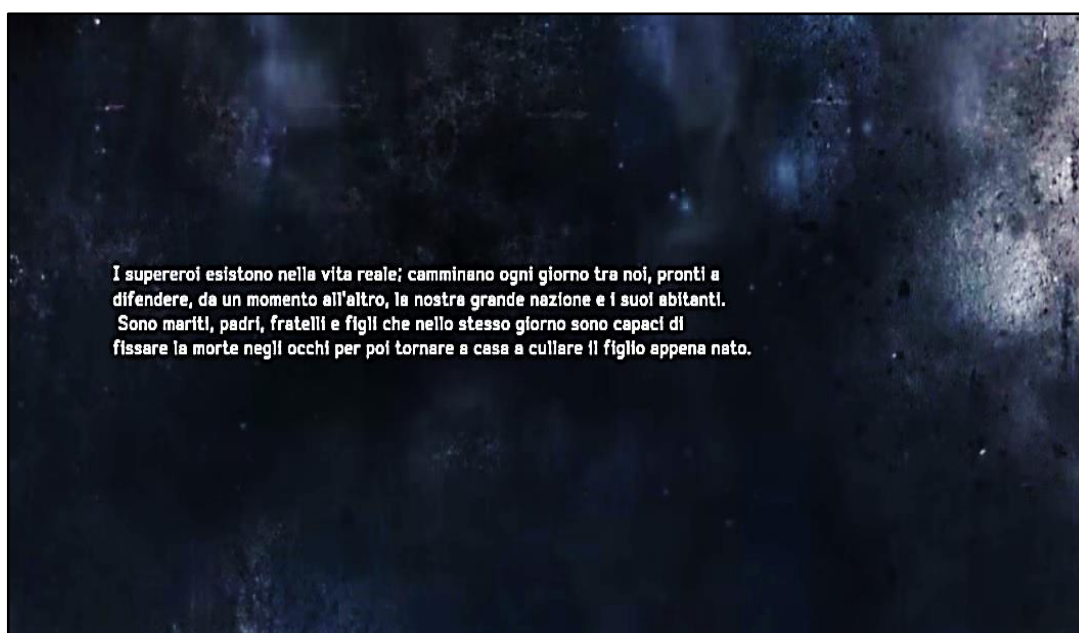 I supereroi esistono nella vita reale; camminano ogni giorno tra noi, pronti a
difendere, da un momento all'altro, la nostra grande nazione e i suoi abitanti.
Sono mariti, padri, fratelli e figli che nello stesso giorno sono capaci di
fissare la morte negli occhi per poi tornare a casa a cullare il figlio appena nato.